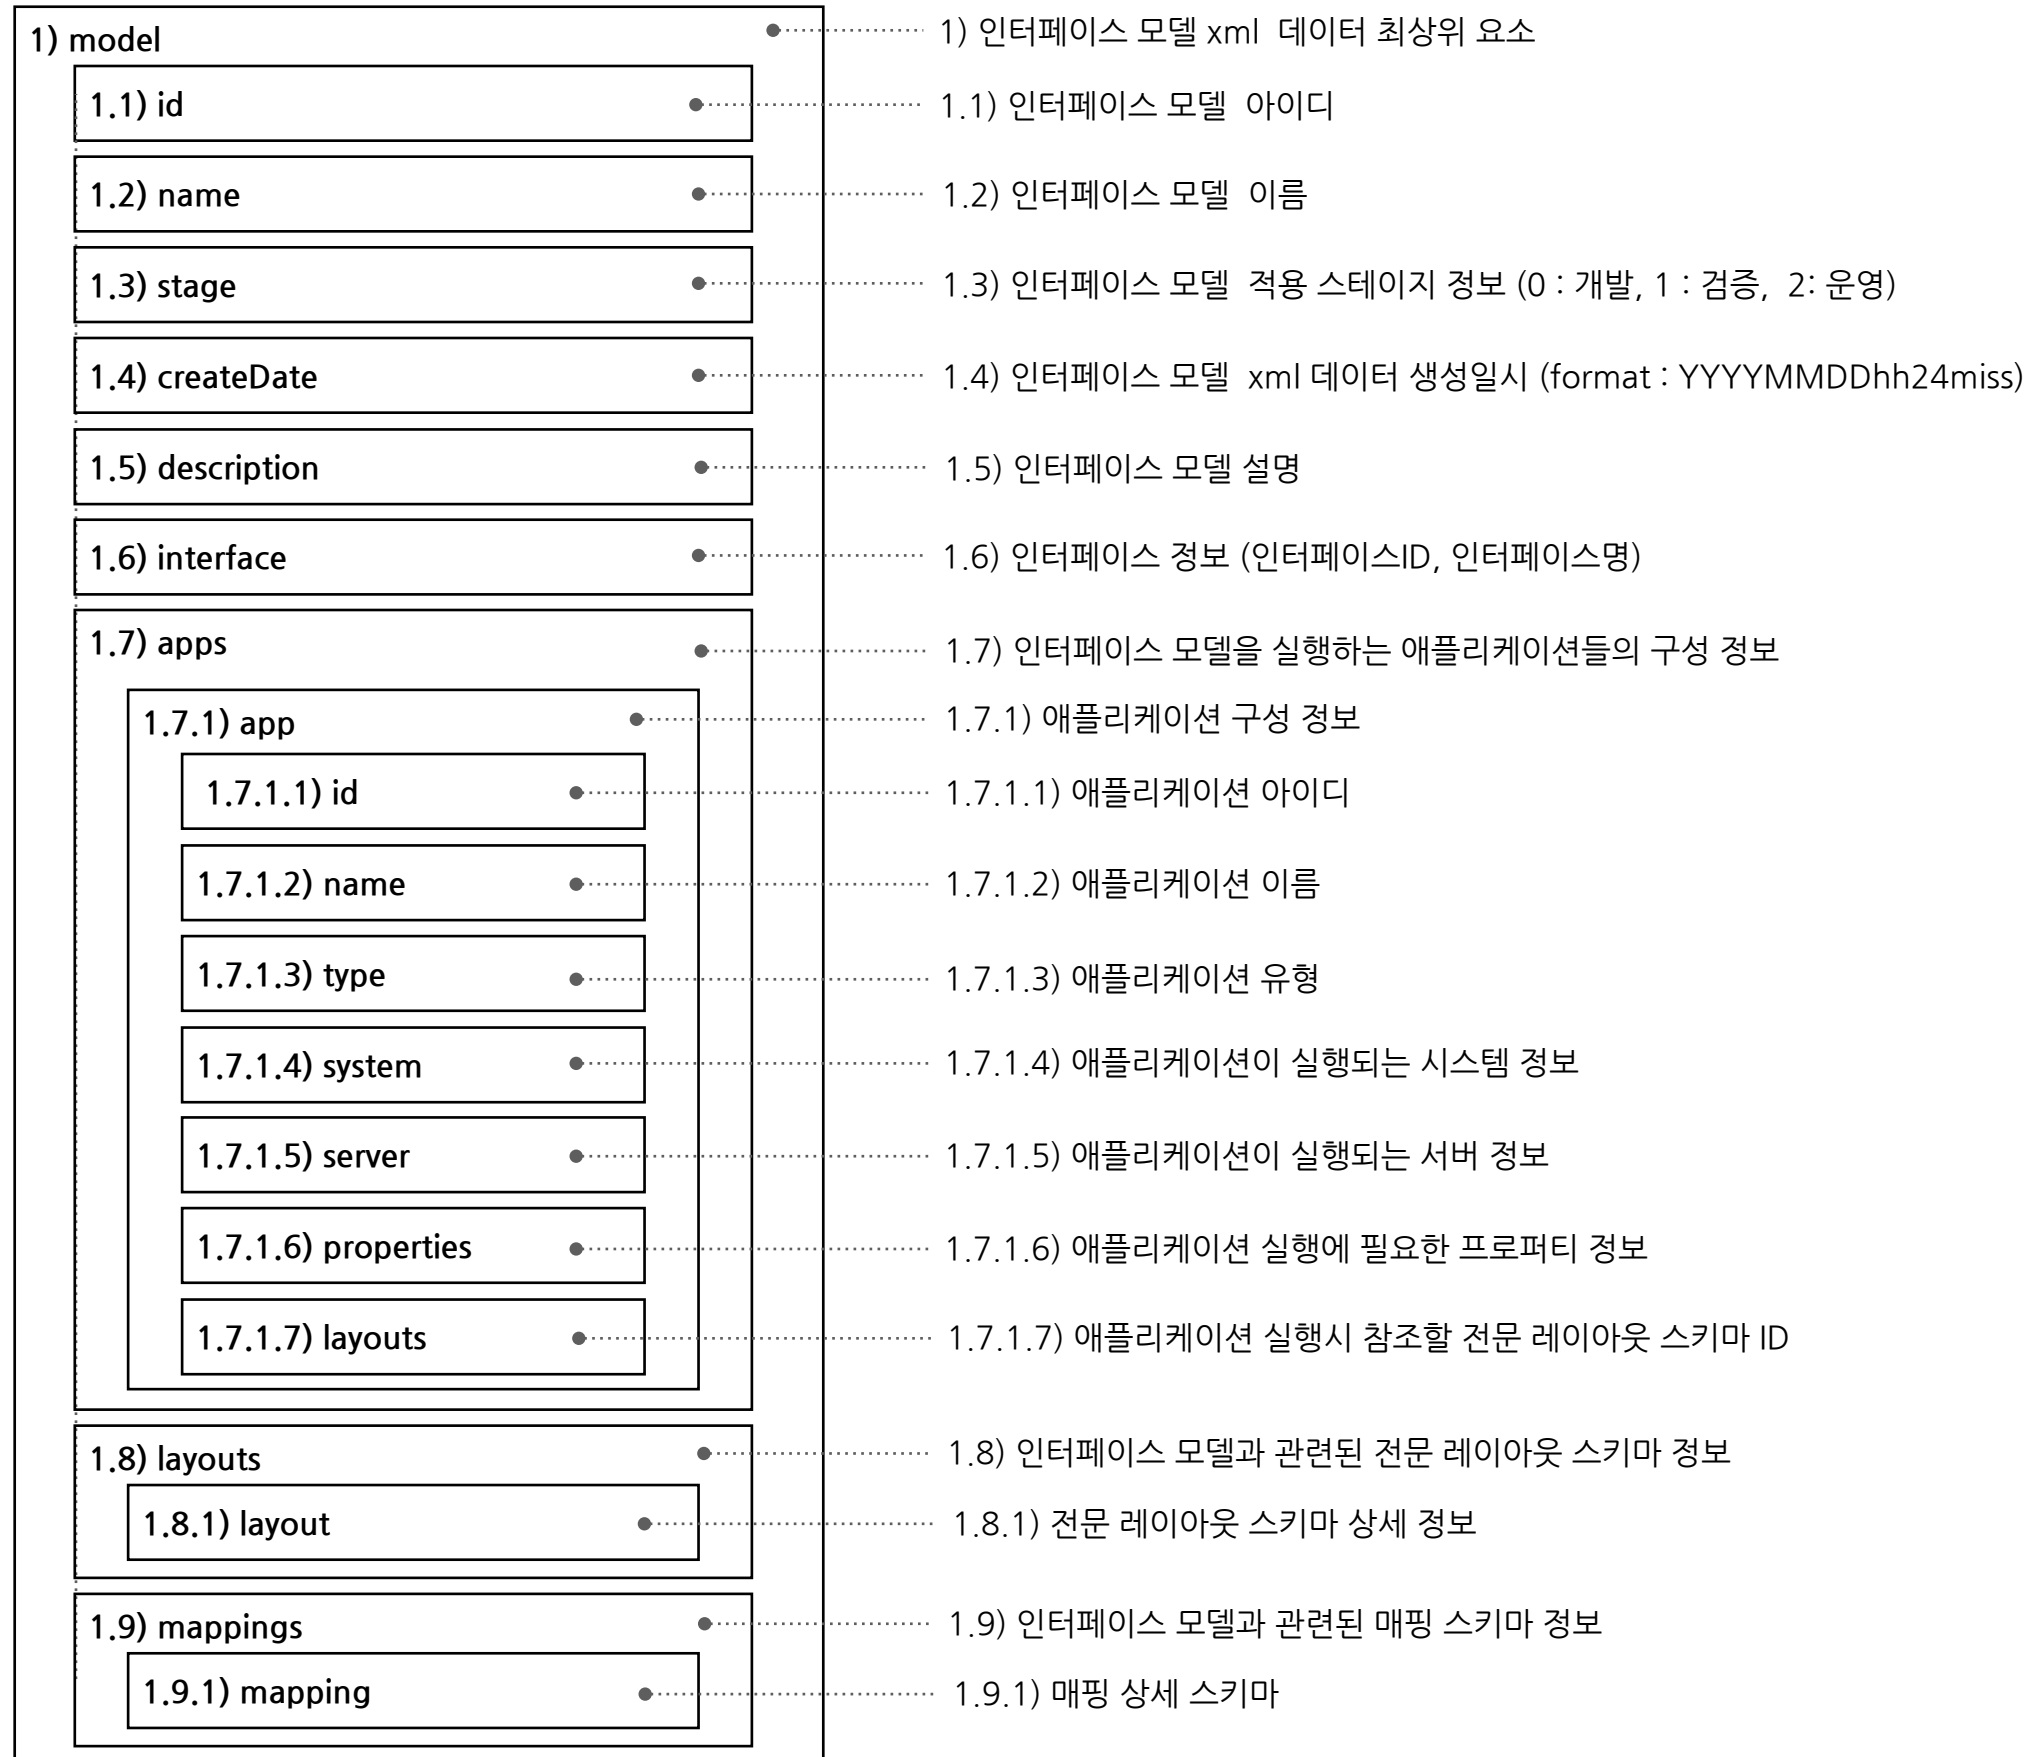 1) model
1) 인터페이스 모델 xml 데이터 최상위 요소
1.1) id
1.1) 인터페이스 모델 아이디
1.2) name
1.2) 인터페이스 모델 이름
1.3) stage
1.3) 인터페이스 모델 적용 스테이지 정보 (0 : 개발, 1 : 검증, 2: 운영)
1.4) createDate
1.4) 인터페이스 모델 xml 데이터 생성일시 (format : YYYYMMDDhh24miss)
1.5) description
1.5) 인터페이스 모델 설명
1.6) interface
1.6) 인터페이스 정보 (인터페이스ID, 인터페이스명)
1.7) apps
1.7) 인터페이스 모델을 실행하는 애플리케이션들의 구성 정보
1.7.1) app
1.7.1) 애플리케이션 구성 정보
1.7.1.1) id
1.7.1.1) 애플리케이션 아이디
1.7.1.2) name
1.7.1.2) 애플리케이션 이름
1.7.1.3) type
1.7.1.3) 애플리케이션 유형
1.7.1.4) system
1.7.1.4) 애플리케이션이 실행되는 시스템 정보
1.7.1.5) server
1.7.1.5) 애플리케이션이 실행되는 서버 정보
1.7.1.6) properties
1.7.1.6) 애플리케이션 실행에 필요한 프로퍼티 정보
1.7.1.7) layouts
1.7.1.7) 애플리케이션 실행시 참조할 전문 레이아웃 스키마 ID
1.8) layouts
1.8) 인터페이스 모델과 관련된 전문 레이아웃 스키마 정보
1.8.1) layout
1.8.1) 전문 레이아웃 스키마 상세 정보
1.9) mappings
1.9) 인터페이스 모델과 관련된 매핑 스키마 정보
1.9.1) mapping
1.9.1) 매핑 상세 스키마